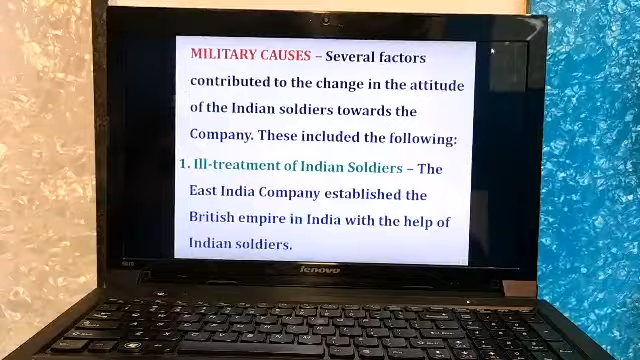 MILITARY CAUSES – Several factors
contributed to the change in the attitude
of the Indian soldiers towards the
Company. These included the following:
1. Ill-treatment of Indian Soldiers – The
East India Company established the
British empire in India with the help of
Indian soldiers.
lenovo